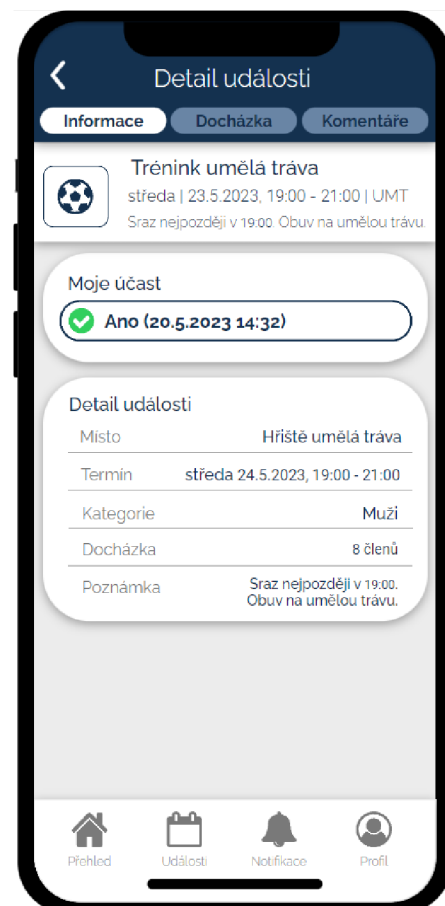 Detail události
Informace Docházka Komentáře
Trénink umělá tráva
středa | 23.5.2023, 19:00 - 21:00 | UMT
Sraz nejpozději v 19:00. Obuv na umělou trávu.
Moje účast
Ano (20.5.2023 14:32)
Detail události
Místo Hřiště umělá tráva
Termín středa 24.5.2023, 19:00 - 21:00
Kategorie Muži
Docházka 8 členů
Poznámka Sraz nejpozději v 19:00.
Obuv na umělou trávu.
Přehled Události Notifikace Profil